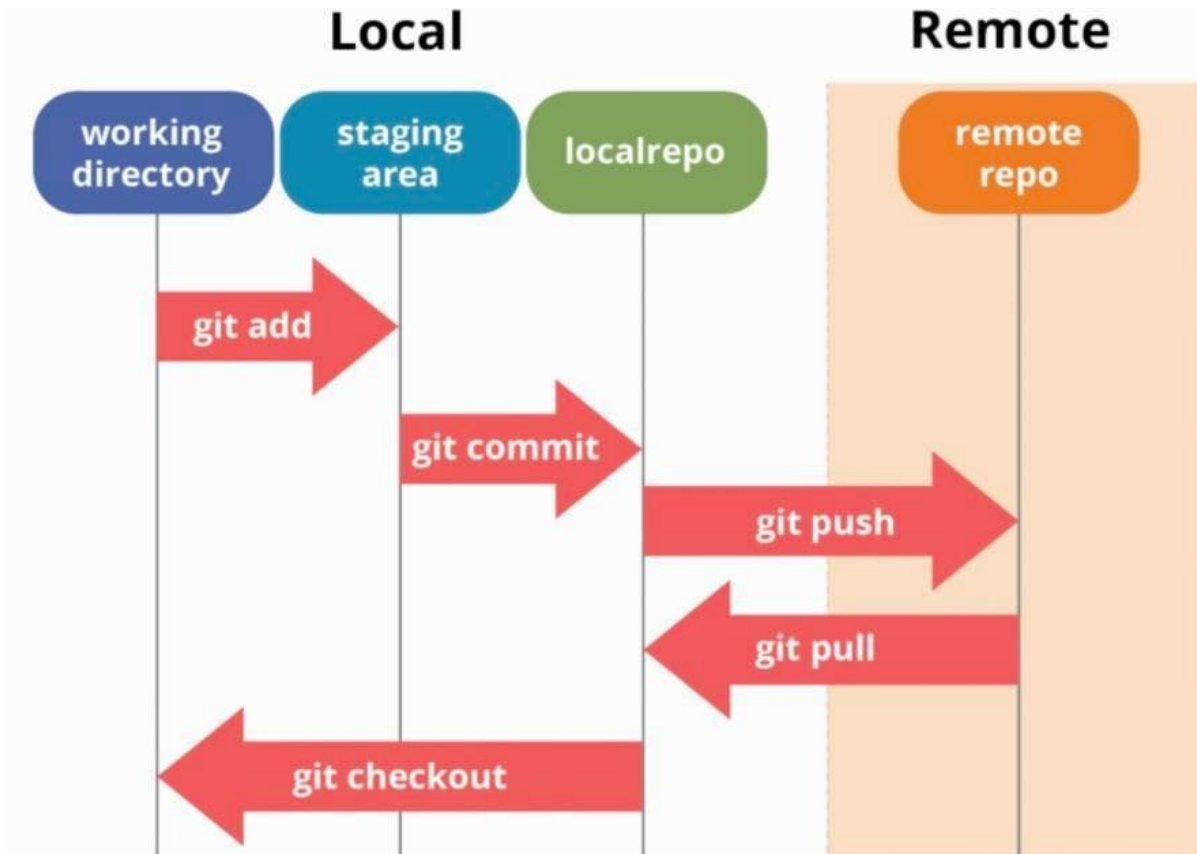 Local
Remote
working
directory
staging
area
localrepo
remote
repo
git add
git commit
git push
git pull
git checkout